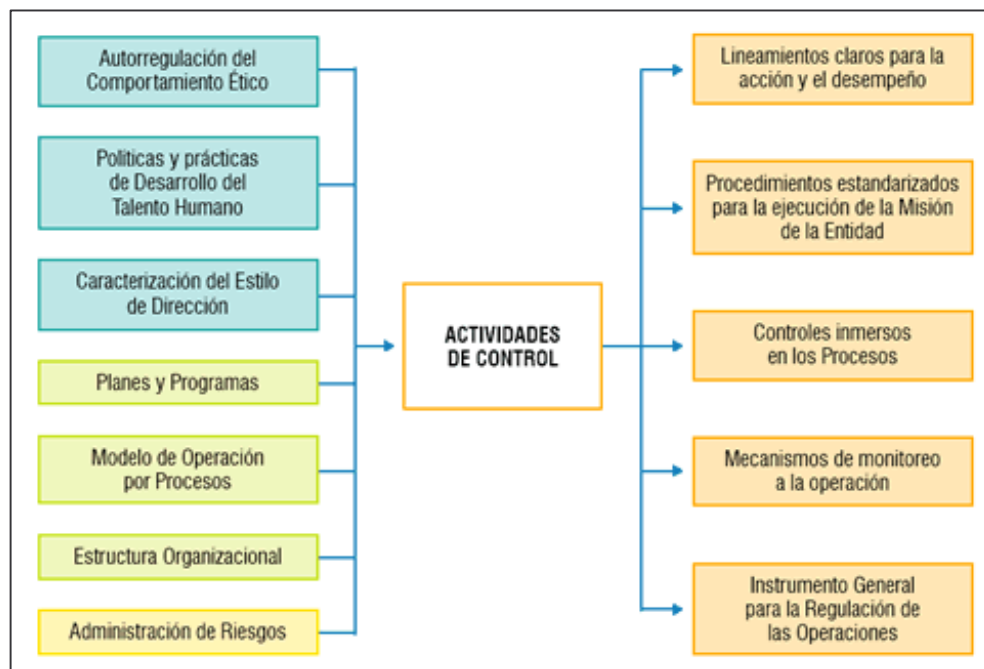 Autorregulación del
Comportamiento Ético
Políticas y prácticas
de Desarrollo del
Talento Humano
Caracterización del Estilo
de Dirección
Planes y Programas
Modelo de Operación
por Procesos
Estructura Organizacional
Administración de Riesgos
ACTIVIDADES
DE CONTROL
Lineamientos claros para la
acción y el desempeño
Procedimientos estandarizados
para la ejecución de la Misión
de la Entidad
Controles inmersos
en los Procesos
Mecanismos de monitoreo
a la operación
Instrumento General
para la Regulación de
las Operaciones